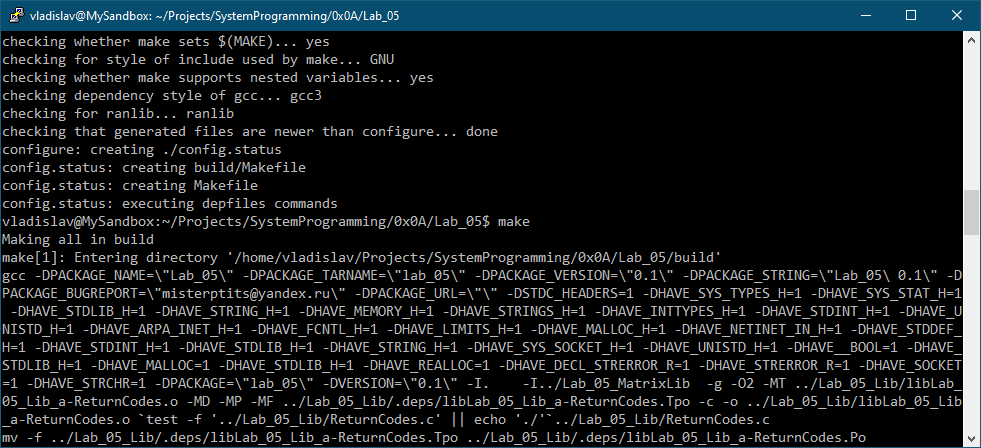 vladislav@MySandbox: ~/Projects/SystemProgramming/0x0A/Lab_05
checking whether make sets $(MAKE)... yes
checking for style of include used by make... GNU
checking whether make supports nested variables... yes
checking dependency style of gcc... gcc3
checking for ranlib... ranlib
checking that generated files are newer than configure... done
configure: creating ./config.status
config.status: creating build/Makefile
config.status: creating Makefile
config.status: executing depfiles commands
vladislav@MySandbox:~/Projects/SystemProgramming/0x0A/Lab_05$ make
Making all in build
make[1]: Entering directory '/home/vladislav/Projects/SystemProgramming/0x0A/Lab_05/build'
gcc -DPACKAGE_NAME=\"Lab_05\" -DPACKAGE_TARNAME=\"lab_05\" -DPACKAGE_VERSION=\"0.1\" -DPACKAGE_STRING=\"Lab_05\ 0.1\" -D
PACKAGE_BUGREPORT=\"misterptits@yandex.ru\" -DPACKAGE_URL=\"\" -DSTDC_HEADERS=1 -DHAVE_SYS_TYPES_H=1 -DHAVE_SYS_STAT_H=1
 -DHAVE_STDLIB_H=1 -DHAVE_STRING_H=1 -DHAVE_MEMORY_H=1 -DHAVE_STRINGS_H=1 -DHAVE_INTTYPES_H=1 -DHAVE_STDINT_H=1 -DHAVE_U
NISTD_H=1 -DHAVE_ARPA_INET_H=1 -DHAVE_FCNTL_H=1 -DHAVE_LIMITS_H=1 -DHAVE_MALLOC_H=1 -DHAVE_NETINET_IN_H=1 -DHAVE_STDDEF_
H=1 -DHAVE_STDINT_H=1 -DHAVE_STDLIB_H=1 -DHAVE_STRING_H=1 -DHAVE_SYS_SOCKET_H=1 -DHAVE_UNISTD_H=1 -DHAVE__BOOL=1 -DHAVE_
STDLIB_H=1 -DHAVE_MALLOC=1 -DHAVE_STDLIB_H=1 -DHAVE_REALLOC=1 -DHAVE_DECL_STRERROR_R=1 -DHAVE_STRERROR_R=1 -DHAVE_SOCKET
=1 -DHAVE_STRCHR=1 -DPACKAGE=\"lab_05\" -DVERSION=\"0.1\" -I.   -I../Lab_05_MatrixLib  -g -O2 -MT ../Lab_05_Lib/libLab_
05_Lib_a-ReturnCodes.o -MD -MP -MF ../Lab_05_Lib/.deps/libLab_05_Lib_a-ReturnCodes.Tpo -c -o ../Lab_05_Lib/libLab_05_Lib
_a-ReturnCodes.o `test -f '../Lab_05_Lib/ReturnCodes.c' || echo './'`../Lab_05_Lib/ReturnCodes.c
mv -f ../Lab_05_Lib/.deps/libLab_05_Lib_a-ReturnCodes.Tpo ../Lab_05_Lib/.deps/libLab_05_Lib_a-ReturnCodes.Po